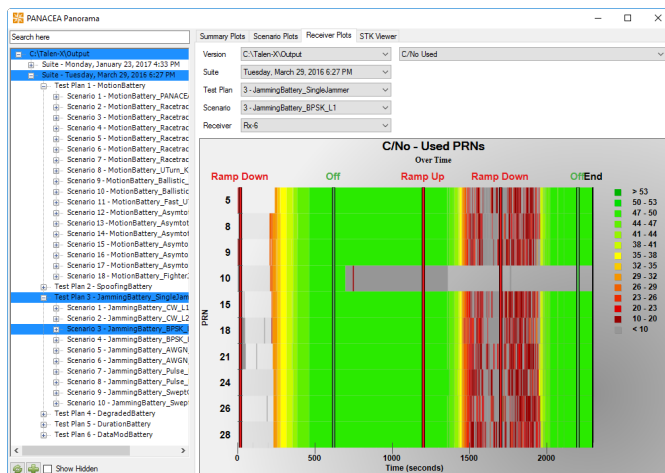 PANACEA Panorama
Search here
C:\Talen-X\Output
Suite - Monday, January 23, 2017 4:33 PM
Suite - Tuesday, March 29, 2016 6:27 PM
Test Plan 1 - MotionBattery
Scenario 1 - MotionBattery_PANACEA
Scenario 2 - MotionBattery_Racetrac
Scenario 3 - MotionBattery_Racetrac
Scenario 4 - MotionBattery_Racetrac
Scenario 5 - MotionBattery_Racetrac
Scenario 6 - MotionBattery_Racetrac
Scenario 7 - MotionBattery_Racetrac
Scenario 8 - MotionBattery_UTurn_K
Scenario 9 - MotionBattery_Ballistic_
Scenario 10 - MotionBattery_Ballistic
Scenario 11 - MotionBattery_Fast_U
Scenario 12 - MotionBattery_Asymtot
Scenario 13 - MotionBattery_Asymto
Scenario 14 - MotionBattery_Asymto
Scenario 15 - MotionBattery_Asymto
Scenario 16 - MotionBattery_Asymto
Scenario 17 - MotionBattery_Asymto
Scenario 18 - MotionBattery_Fighter
Test Plan 2 - SpoofingBattery
Test Plan 3 - JammingBattery_SingleJam
Scenario 1 - JammingBattery_CW_L1
Scenario 2 - JammingBattery_CW_L2
Scenario 3 - JammingBattery_BPSK_
Scenario 4 - JammingBattery_BPSK_
Scenario 5 - JammingBattery_AWGN_
Scenario 6 - JammingBattery_AWGN_
Scenario 7 - JammingBattery_Pulse_
Scenario 8 - JammingBattery_Pulse_
Scenario 9 - JammingBattery_Swept
Scenario 10 - JammingBattery_Swep
Test Plan 4 - DegradedBattery
Test Plan 5 - DurationBattery
Test Plan 6 - DataModBattery
Show Hidden
Summary Plots Scenario Plots Receiver Plots STK Viewer
Version C:\Talen-X\Output C/No Used
Suite Tuesday, March 29, 2016 6:27 PM
Test Plan 3 - JammingBattery_SingleJammer
Scenario 3 - JammingBattery_BPSK_L1
Receiver Rx-6
C/No - Used PRNs
Over Time
Ramp Down Off Ramp Up Ramp Down Off End
PRN
5
8
9
10
15
18
21
24
26
28
0 500 1000 1500 2000
Time (seconds)
> 53
50 - 53
47 - 50
44 - 47
41 - 44
38 - 41
35 - 38
32 - 35
29 - 32
26 - 29
23 - 26
20 - 23
10 - 20
< 10